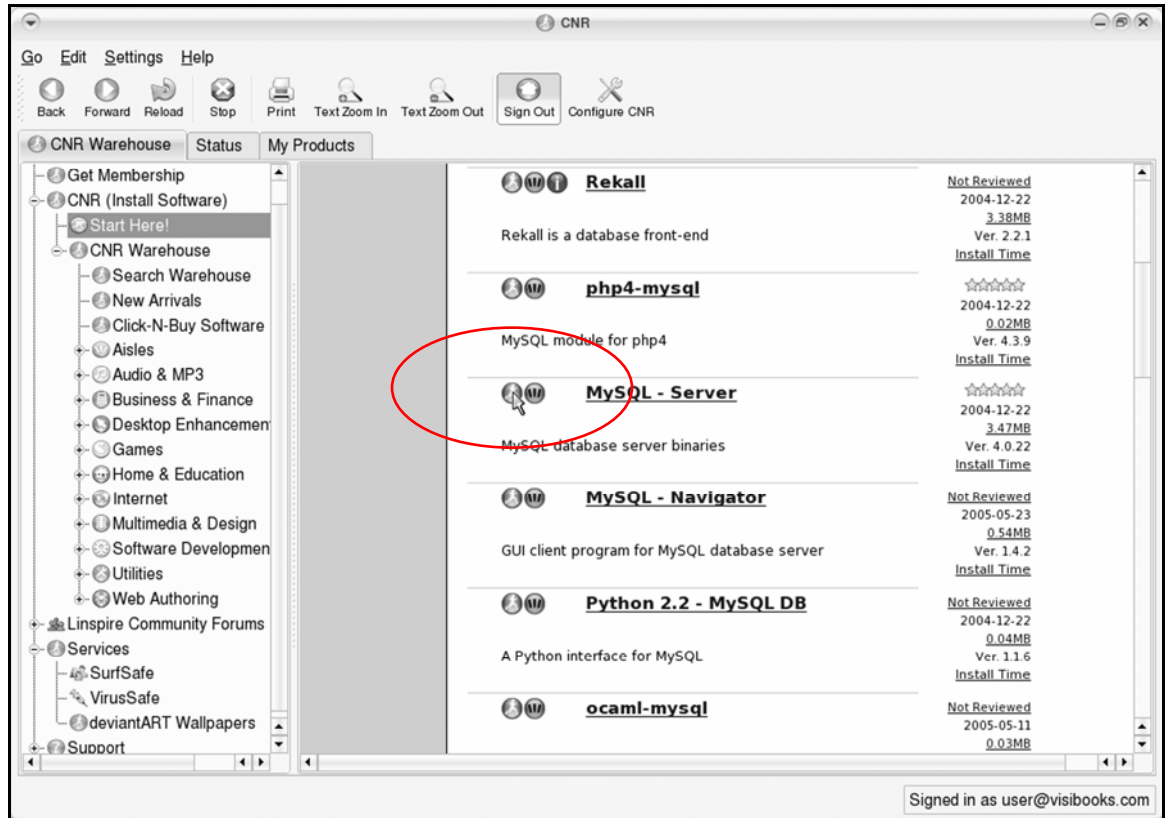 CNR
Go Edit Settings Help
Back Forward Reload Stop Print Text Zoom In Text Zoom Out Sign Out Configure CNR
CNR Warehouse Status My Products
Get Membership
CNR (Install Software)
Start Here!
CNR Warehouse
Search Warehouse
New Arrivals
Click-N-Buy Software
Aisles
Audio & MP3
Business & Finance
Desktop Enhancemen
Games
Home & Education
Internet
Multimedia & Design
Software Developmen
Utilities
Web Authoring
Linspire Community Forums
Services
SurfSafe
VirusSafe
deviantART Wallpapers
Support
Rekall
Not Reviewed
2004-12-22
3.38MB
Rekall is a database front-end
Ver. 2.2.1
Install Time
php4-mysql
2004-12-22
0.02MB
MySQL module for php4
Ver. 4.3.9
Install Time
MySQL - Server
2004-12-22
3.47MB
MySQL database server binaries
Ver. 4.0.22
Install Time
MySQL - Navigator
Not Reviewed
2005-05-23
0.54MB
GUI client program for MySQL database server
Ver. 1.4.2
Install Time
Python 2.2 - MySQL DB
Not Reviewed
2004-12-22
0.04MB
A Python interface for MySQL
Ver. 1.1.6
Install Time
ocaml-mysql
Not Reviewed
2005-05-11
0.03MB
Signed in as user@visibooks.com